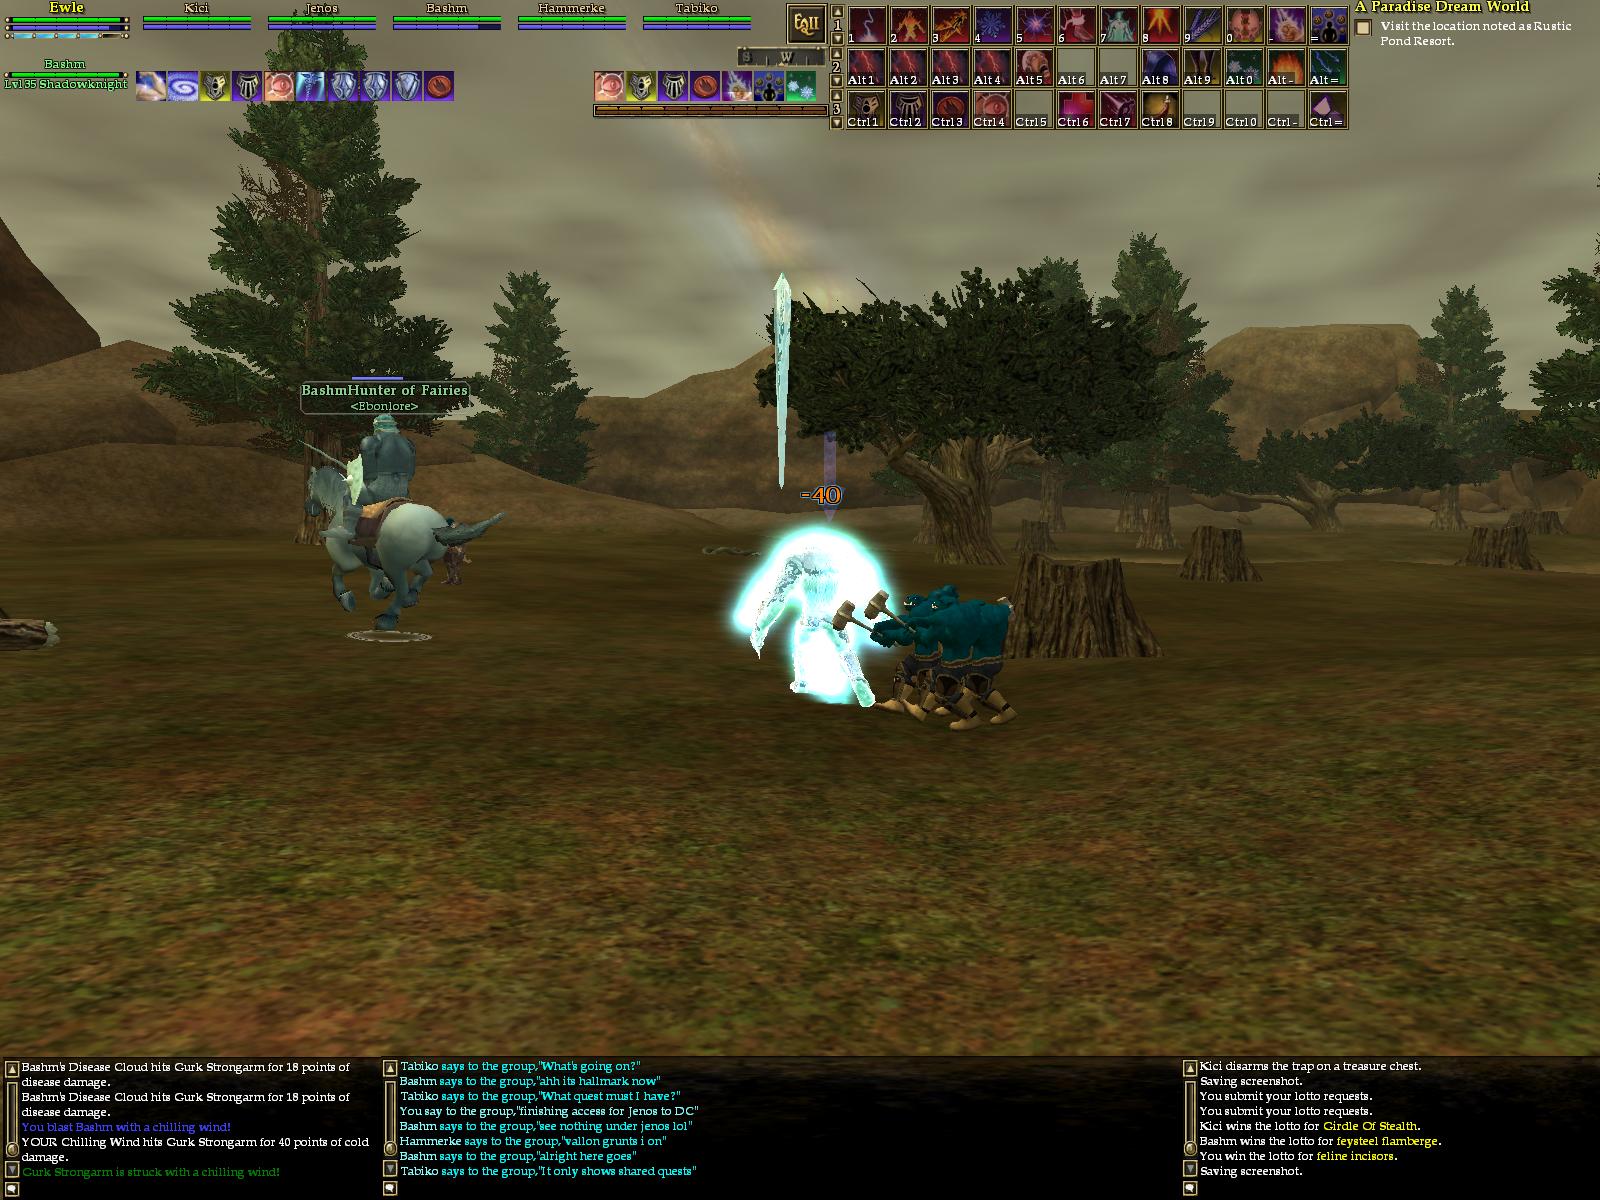 Ewle
Kici
Jenos
Bashm
Hammerke
Tabiko
EQII
A Paradise Dream World
Visit the location noted as Rustic
Pond Resort.
Bashm
Lvl35 Shadowknight
S W
1
1 2 3 4 5 6 7 8 9 0 - =
2
Alt1 Alt2 Alt3 Alt4 Alt5 Alt6 Alt7 Alt8 Alt9 Alt0 Alt- Alt=
3
Ctrl1 Ctrl2 Ctrl3 Ctrl4 Ctrl5 Ctrl6 Ctrl7 Ctrl8 Ctrl9 Ctrl0 Ctrl- Ctrl=
BashmHunter of Fairies
<Ebonlore>
-40
Bashm's Disease Cloud hits Gurk Strongarm for 18 points of
disease damage.
Bashm's Disease Cloud hits Gurk Strongarm for 18 points of
disease damage.
You blast Bashm with a chilling wind!
YOUR Chilling Wind hits Gurk Strongarm for 40 points of cold
damage.
Gurk Strongarm is struck with a chilling wind!
Tabiko says to the group,"What's going on?"
Bashm says to the group,"ahh its hallmark now"
Tabiko says to the group,"What quest must I have?"
You say to the group,"finishing access for Jenos to DC"
Bashm says to the group,"see nothing under jenos lol"
Hammerke says to the group,"vallon grunts i on"
Bashm says to the group,"alright here goes"
Tabiko says to the group,"It only shows shared quests"
Kici disarms the trap on a treasure chest.
Saving screenshot.
You submit your lotto requests.
You submit your lotto requests.
Kici wins the lotto for Girdle Of Stealth.
Bashm wins the lotto for feysteel flamberge.
You win the lotto for feline incisors.
Saving screenshot.